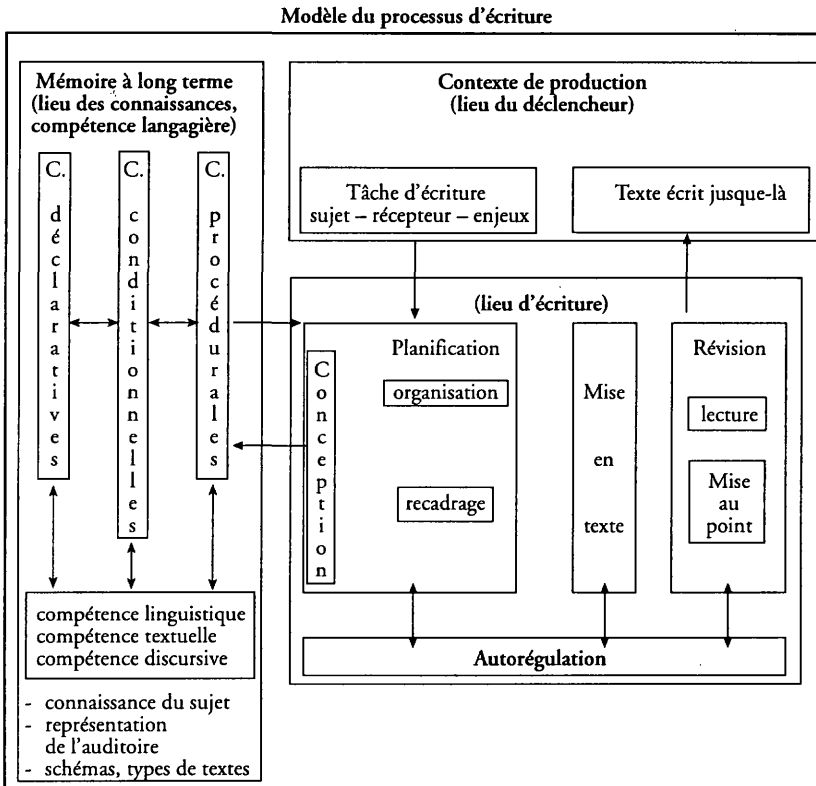 Modèle du processus d'écriture
Mémoire à long terme
(lieu des connaissances,
compétence langagière)
C. déclaratives
C. conditionnelles
C. procédurales
compétence linguistique
compétence textuelle
compétence discursive
- connaissance du sujet
- représentation
de l'auditoire
- schémas, types de textes
Contexte de production
(lieu du déclencheur)
Tâche d'écriture
sujet – récepteur – enjeux
Texte écrit jusque-là
(lieu d'écriture)
Conception
Planification
organisation
recadrage
Mise
en
texte
Révision
lecture
Mise
au
point
Autorégulation